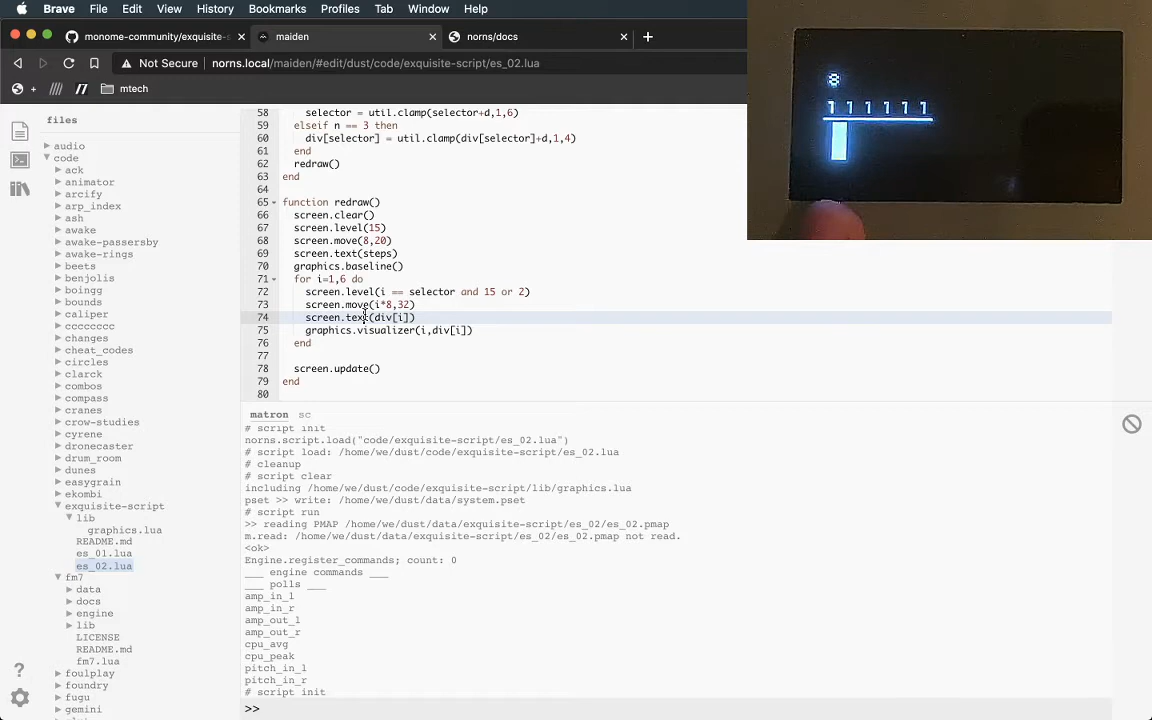 Brave File Edit View History Bookmarks Profiles Tab Window Help
monome-community/exquisite-s
maiden
norns/docs
Not Secure norns.local/maiden/#edit/dust/code/exquisite-script/es_02.lua
mtech
files
audio
code
ack
animator
arcify
arp_index
ash
awake
awake-passersby
awake-rings
beets
benjolis
boingg
bounds
caliper
cccccccc
changes
cheat_codes
circles
clarck
combos
compass
cranes
crow-studies
cyrene
dronecaster
drum_room
dunes
easygrain
ekombi
exquisite-script
lib
graphics.lua
README.md
es_01.lua
es_02.lua
fm7
data
docs
engine
lib
LICENSE
README.md
fm7.lua
foulplay
foundry
fugu
gemini
58 selector = util.clamp(selector+d,1,6)
59 elseif n == 3 then
60 div[selector] = util.clamp(div[selector]+d,1,4)
61 end
62 redraw()
63 end
64
65 function redraw()
66 screen.clear()
67 screen.level(15)
68 screen.move(8,20)
69 screen.text(steps)
70 graphics.baseline()
71 for i=1,6 do
72 screen.level(i == selector and 15 or 2)
73 screen.move(i*8,32)
74 screen.text(div[i])
75 graphics.visualizer(i,div[i])
76 end
77
78 screen.update()
79 end
80
matron sc
# script init
norns.script.load("code/exquisite-script/es_02.lua")
# script load: /home/we/dust/code/exquisite-script/es_02.lua
# cleanup
# script clear
including /home/we/dust/code/exquisite-script/lib/graphics.lua
pset >> write: /home/we/dust/data/system.pset
# script run
>> reading PMAP /home/we/dust/data/exquisite-script/es_02/es_02.pmap
m.read: /home/we/dust/data/exquisite-script/es_02/es_02.pmap not read.
<ok>
Engine.register_commands; count: 0
___ engine commands ___
___ polls ___
amp_in_l
amp_in_r
amp_out_l
amp_out_r
cpu_avg
cpu_peak
pitch_in_l
pitch_in_r
# script init
>>
8
1 1 1 1 1 1